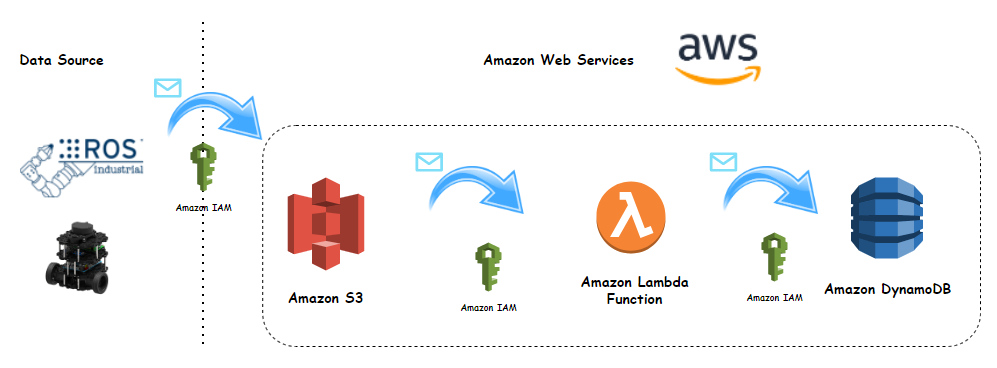 Data Source
Amazon Web Services
aws
ROS
industrial
Amazon IAM
Amazon S3
Amazon IAM
Amazon Lambda
Function
Amazon IAM
Amazon DynamoDB